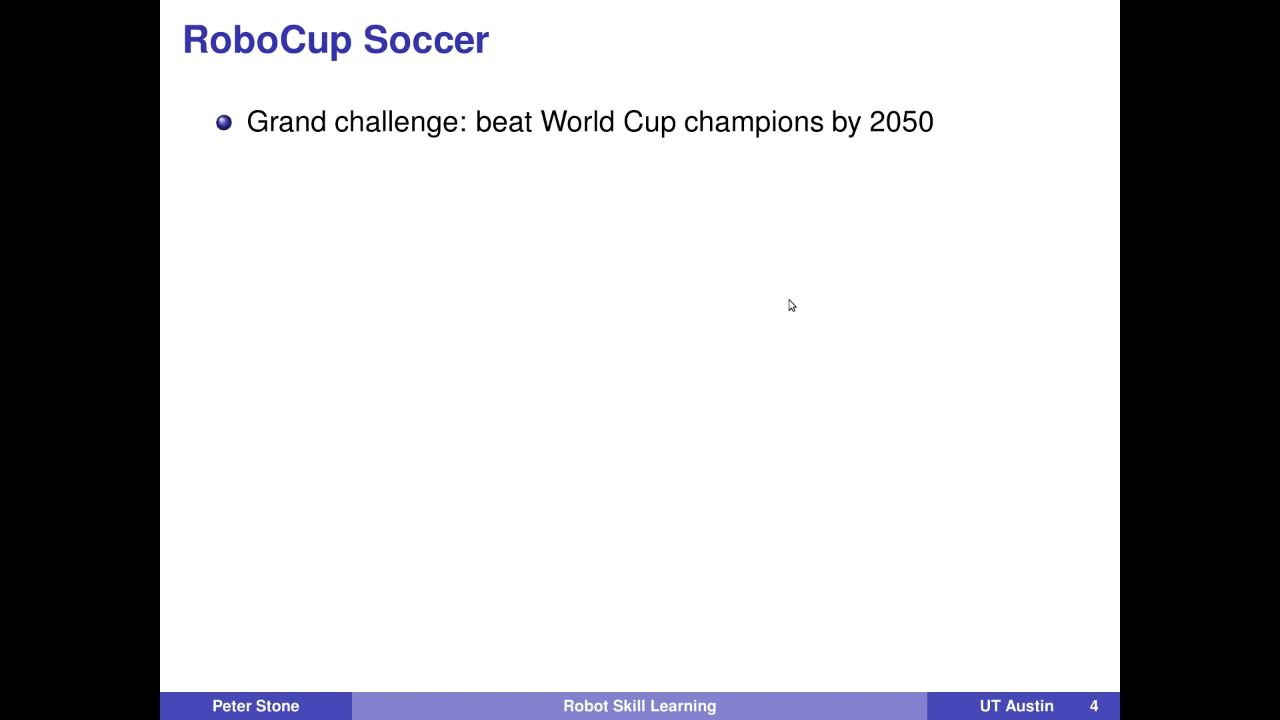 RoboCup Soccer
Grand challenge: beat World Cup champions by 2050
Peter Stone
Robot Skill Learning
UT Austin
4